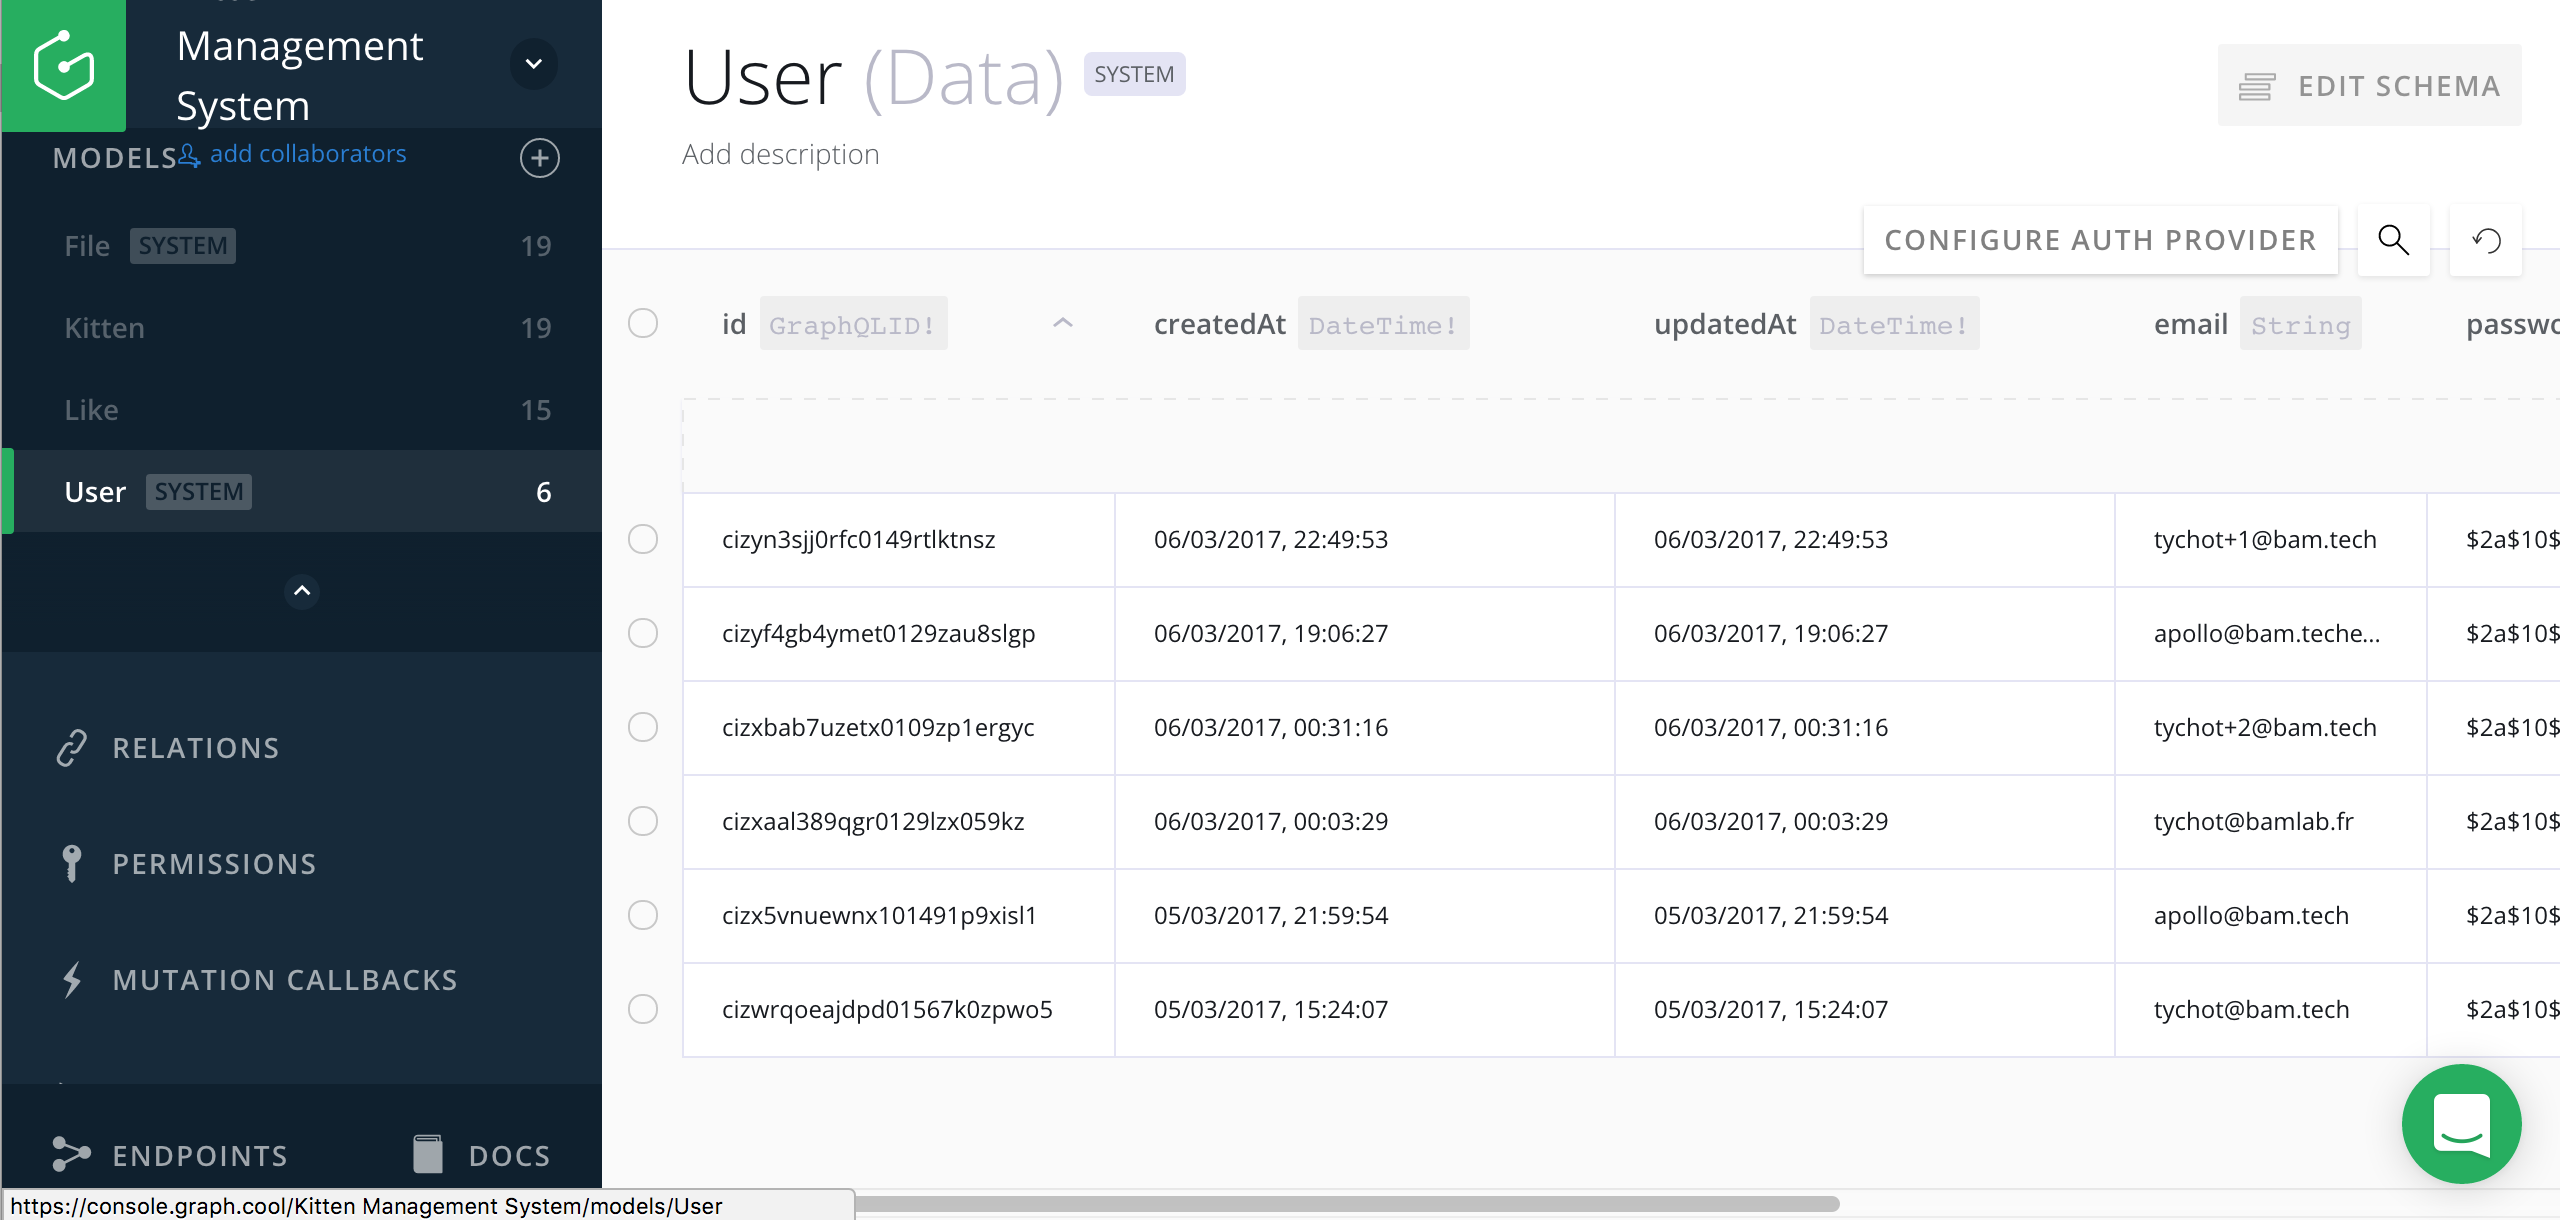 Management
System
MODELS
add collaborators
File SYSTEM 19
Kitten 19
Like 15
User SYSTEM 6
RELATIONS
PERMISSIONS
MUTATION CALLBACKS
ENDPOINTS DOCS
https://console.graph.cool/Kitten Management System/models/User
User (Data) SYSTEM
Add description
EDIT SCHEMA
CONFIGURE AUTH PROVIDER
id GraphQLID! createdAt DateTime! updatedAt DateTime! email String passwo
cizyn3sjj0rfc0149rtlktnsz 06/03/2017, 22:49:53 06/03/2017, 22:49:53 tychot+1@bam.tech $2a$10$
cizyf4gb4ymet0129zau8slgp 06/03/2017, 19:06:27 06/03/2017, 19:06:27 apollo@bam.teche... $2a$10$
cizxbab7uzetx0109zp1ergyc 06/03/2017, 00:31:16 06/03/2017, 00:31:16 tychot+2@bam.tech $2a$10$
cizxaal389qgr0129lzx059kz 06/03/2017, 00:03:29 06/03/2017, 00:03:29 tychot@bamlab.fr $2a$10$
cizx5vnuewnx101491p9xisl1 05/03/2017, 21:59:54 05/03/2017, 21:59:54 apollo@bam.tech $2a$10$
cizwrqoeajdpd01567k0zpwo5 05/03/2017, 15:24:07 05/03/2017, 15:24:07 tychot@bam.tech $2a$10$